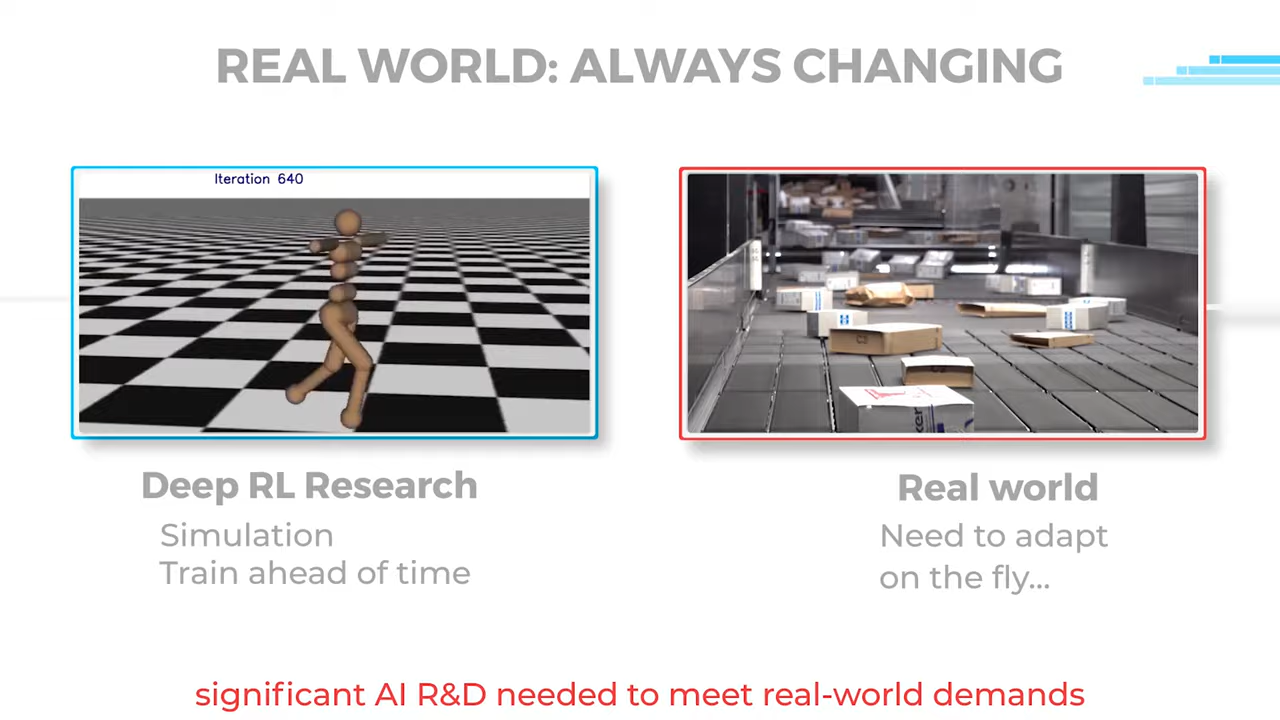 REAL WORLD: ALWAYS CHANGING
Iteration 640
Deep RL Research
Simulation
Train ahead of time
Real world
Need to adapt
on the fly...
significant AI R&D needed to meet real-world demands